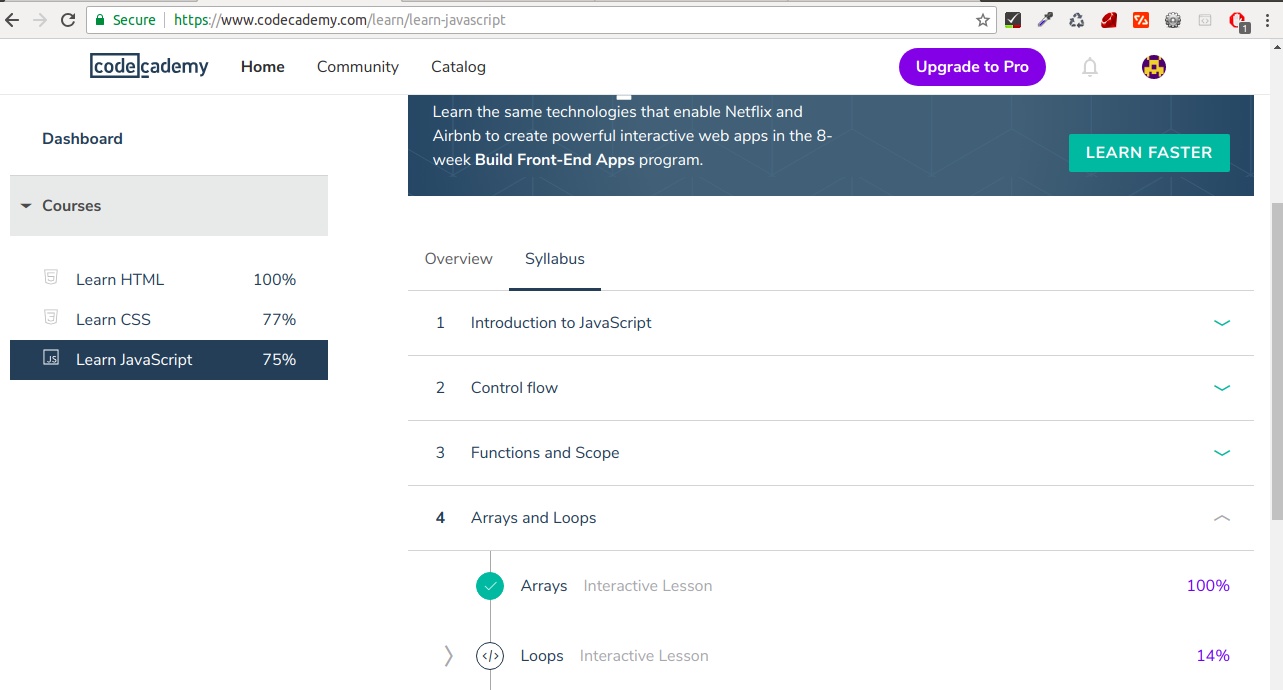 Secure https://www.codecademy.com/learn/learn-javascript
1
codecademy Home Community Catalog Upgrade to Pro
Learn the same technologies that enable Netflix and
Airbnb to create powerful interactive web apps in the 8-
week Build Front-End Apps program.
LEARN FASTER
Dashboard
Courses
Learn HTML 100%
Learn CSS 77%
JS Learn JavaScript 75%
Overview Syllabus
1 Introduction to JavaScript
2 Control flow
3 Functions and Scope
4 Arrays and Loops
Arrays Interactive Lesson 100%
</> Loops Interactive Lesson 14%